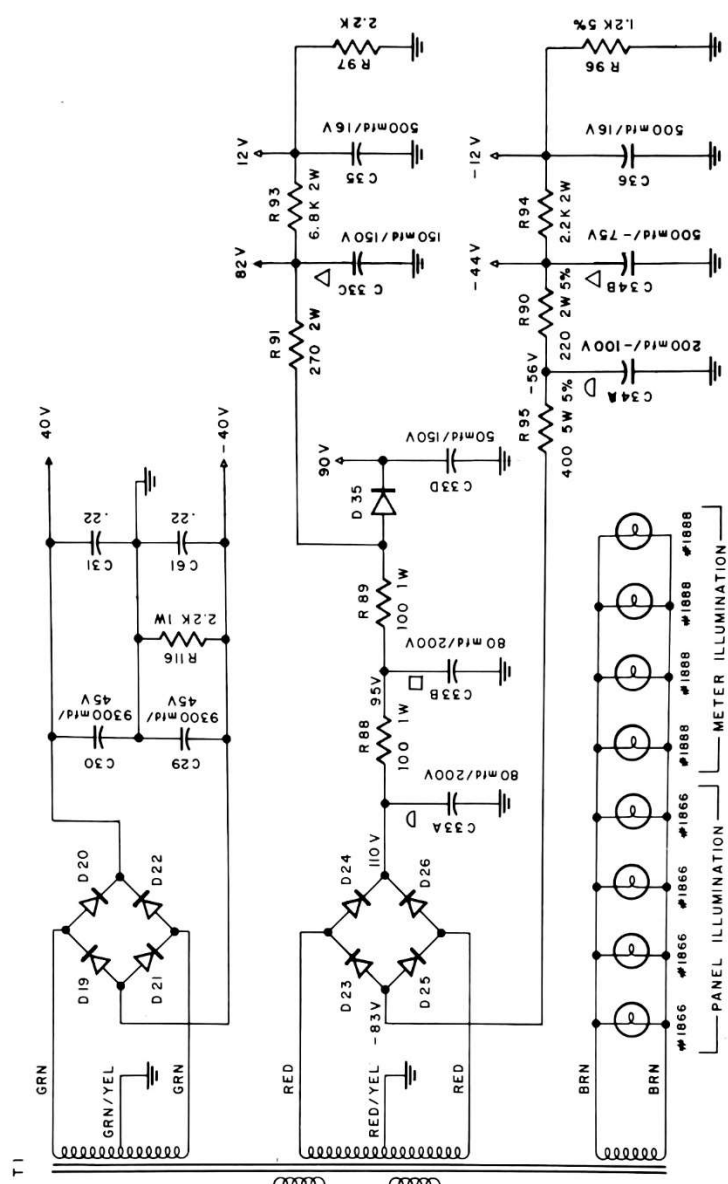 T1
GRN
GRN/YEL
GRN
D19
D20
D21
D22
C30
9300mfd/
45V
C29
9300mfd/
45V
R116
2.2K 1W
C31
.22
C61
.22
40V
-40V
RED
RED/YEL
RED
D23
D24
D25
D26
-83V
110V
C33A
80mfd/200V
R88
100 1W
95V
C33B
80mfd/200V
R89
100 1W
D35
90V
C33D
50mfd/150V
R91
270 2W
82V
C33C
150mfd/150V
R93
6.8K 2W
12V
C35
500mfd/16V
R97
2.2K
R95
400 5W 5%
-56V
C34A
200mfd/-100V
R90
220 2W 5%
-44V
C34B
500mfd/-75V
R94
2.2K 2W
-12V
C36
500mfd/16V
R96
1.2K 5%
BRN
BRN
#1866
#1866
#1866
#1866
#1888
#1888
#1888
#1888
PANEL ILLUMINATION
METER ILLUMINATION